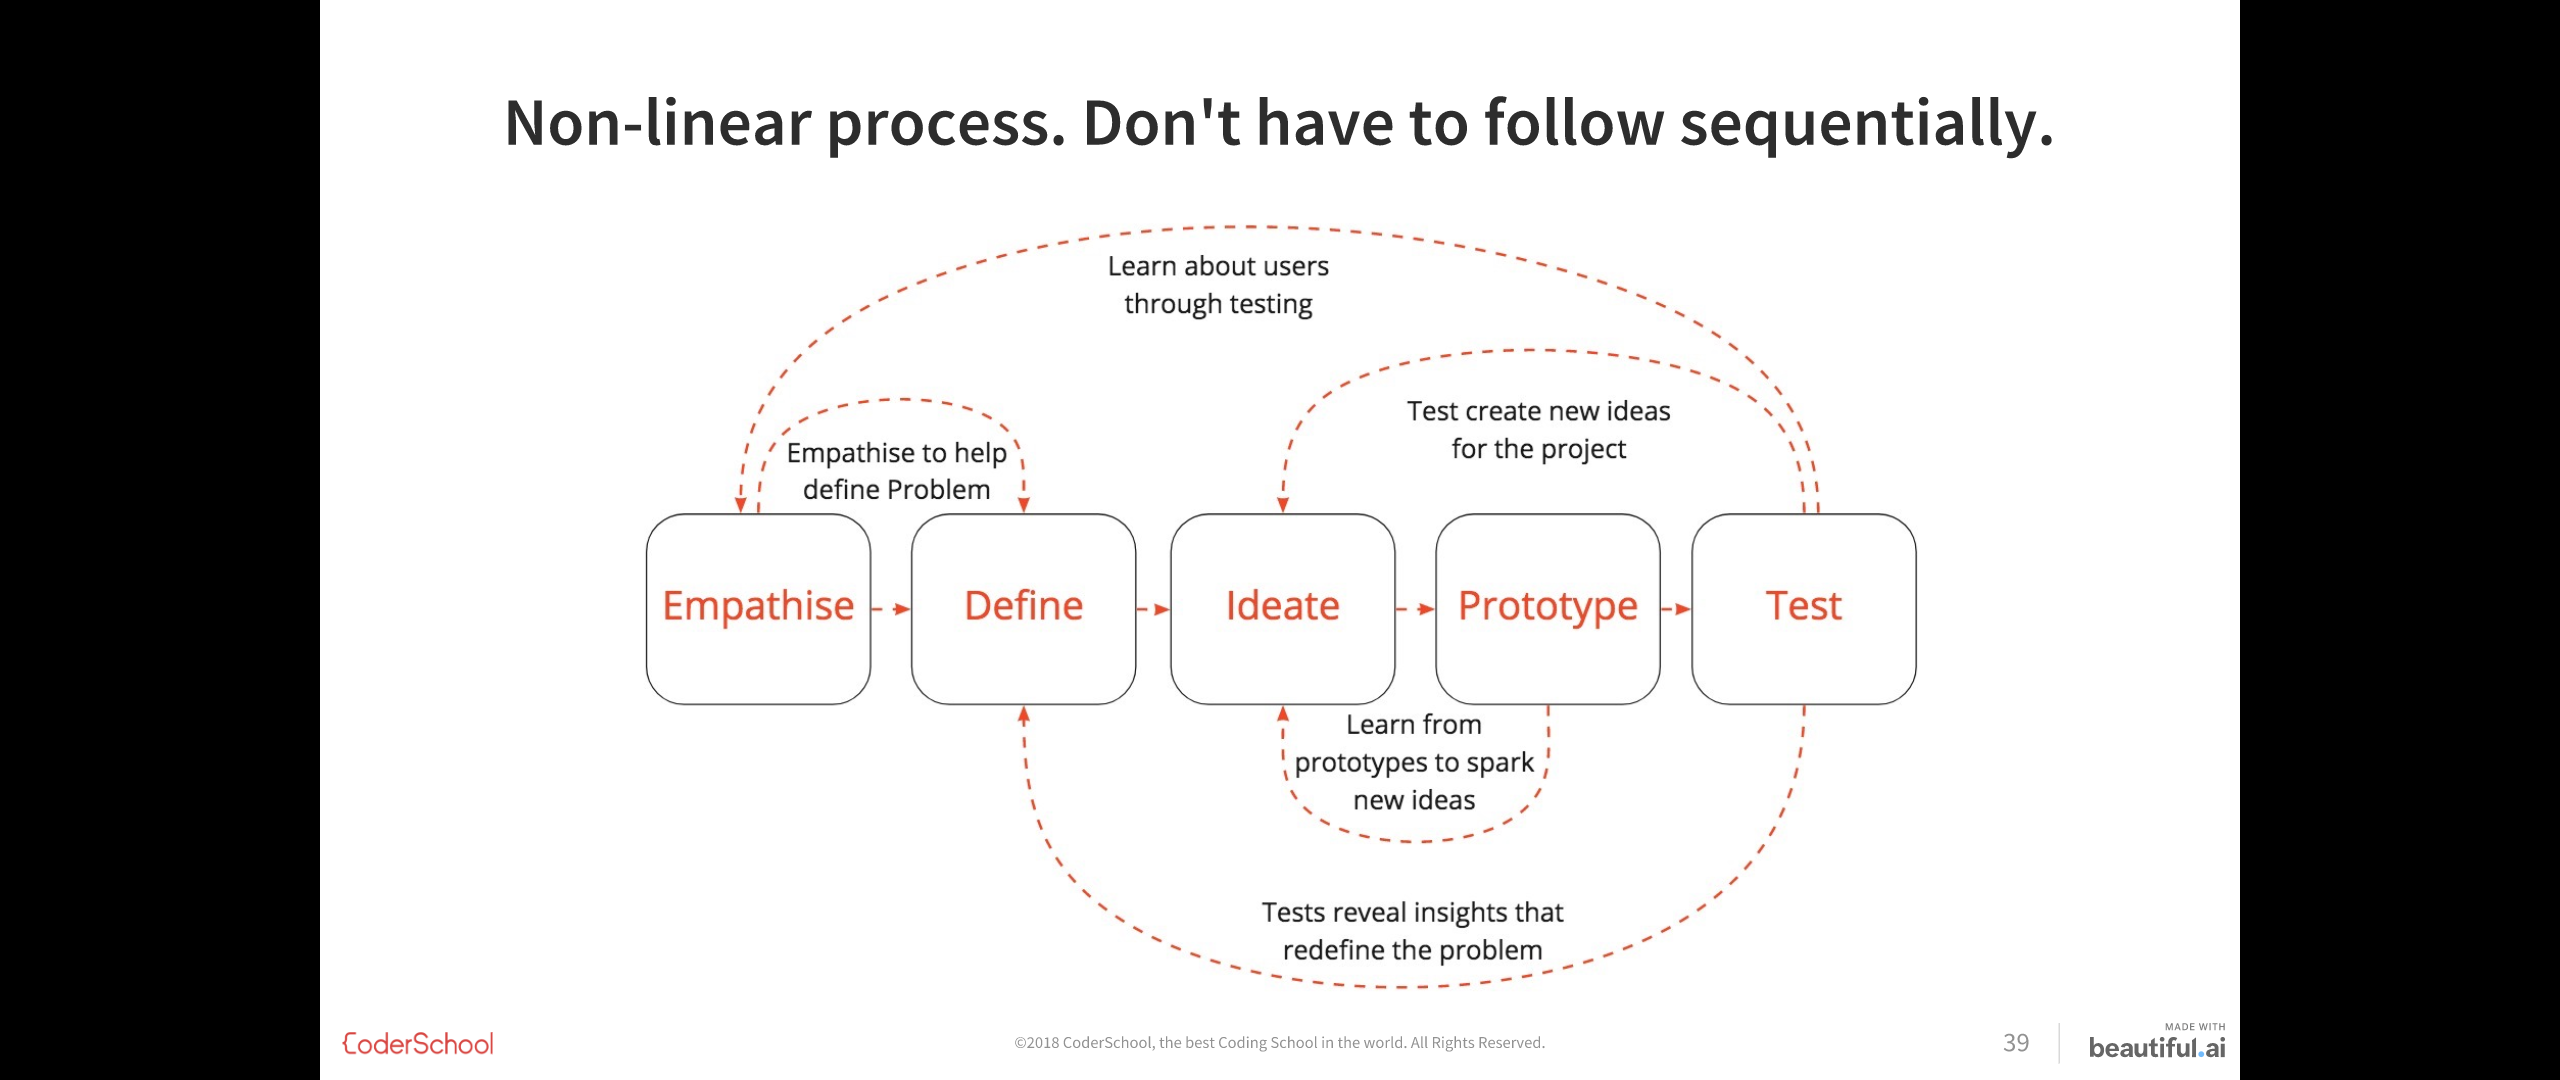 Non-linear process. Don't have to follow sequentially.
Learn about users
through testing
Test create new ideas
for the project
Empathise to help
define Problem
Empathise
Define
Ideate
Prototype
Test
Learn from
prototypes to spark
new ideas
Tests reveal insights that
redefine the problem
CoderSchool
©2018 CoderSchool, the best Coding School in the world. All Rights Reserved.
39
MADE WITH
beautiful.ai